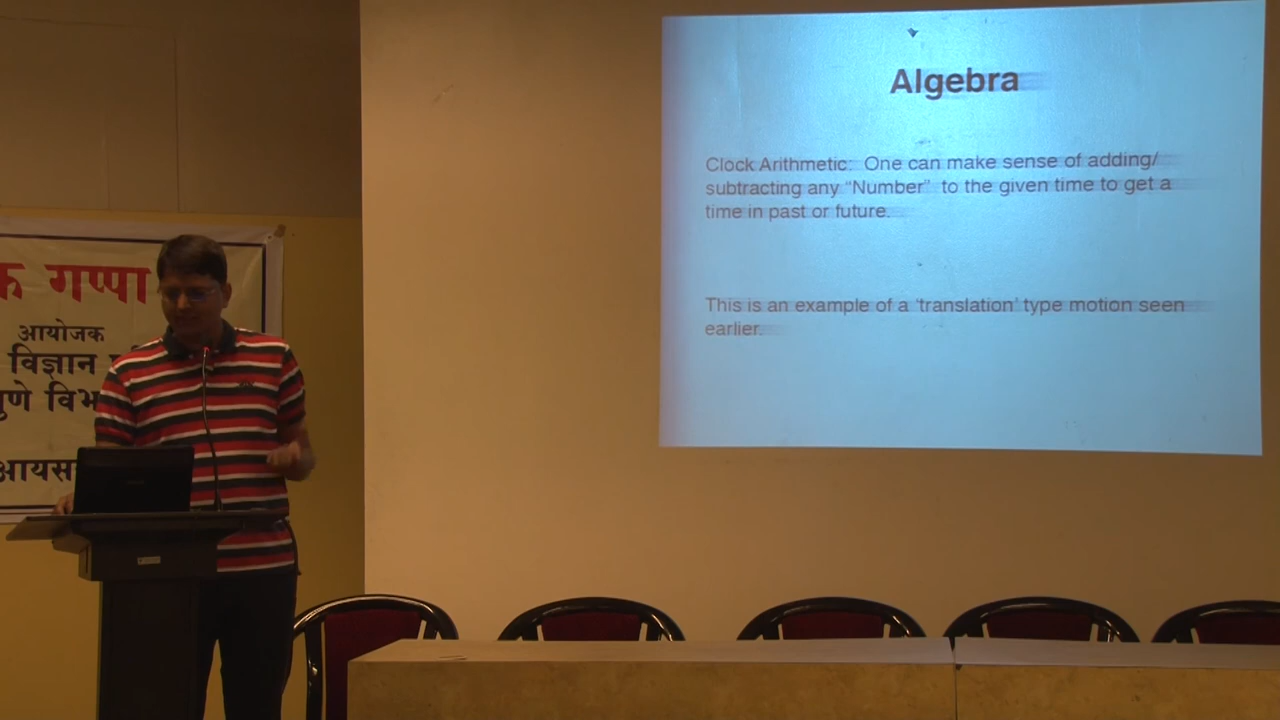 Algebra
Clock Arithmetic: One can make sense of adding/
subtracting any “Number” to the given time to get a
time in past or future.
This is an example of a ‘translation’ type motion seen
earlier.
गप्पा
आयोजक
विज्ञान